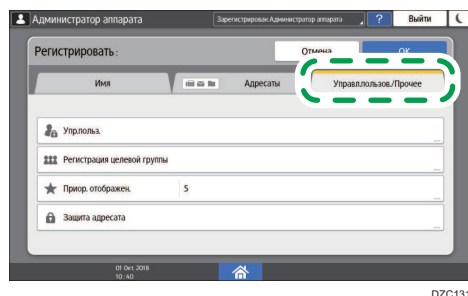 Администратор аппарата
Зарегистрирован:Администратор аппарата
?
Выйти
Регистрировать:
Отмена
OK
Имя
Адресаты
Управл.пользов./Прочее
Упр.польз.
Регистрация целевой группы
Приор. отображен.
5
Защита адресата
01 Окт 2018
10:40
DZC131